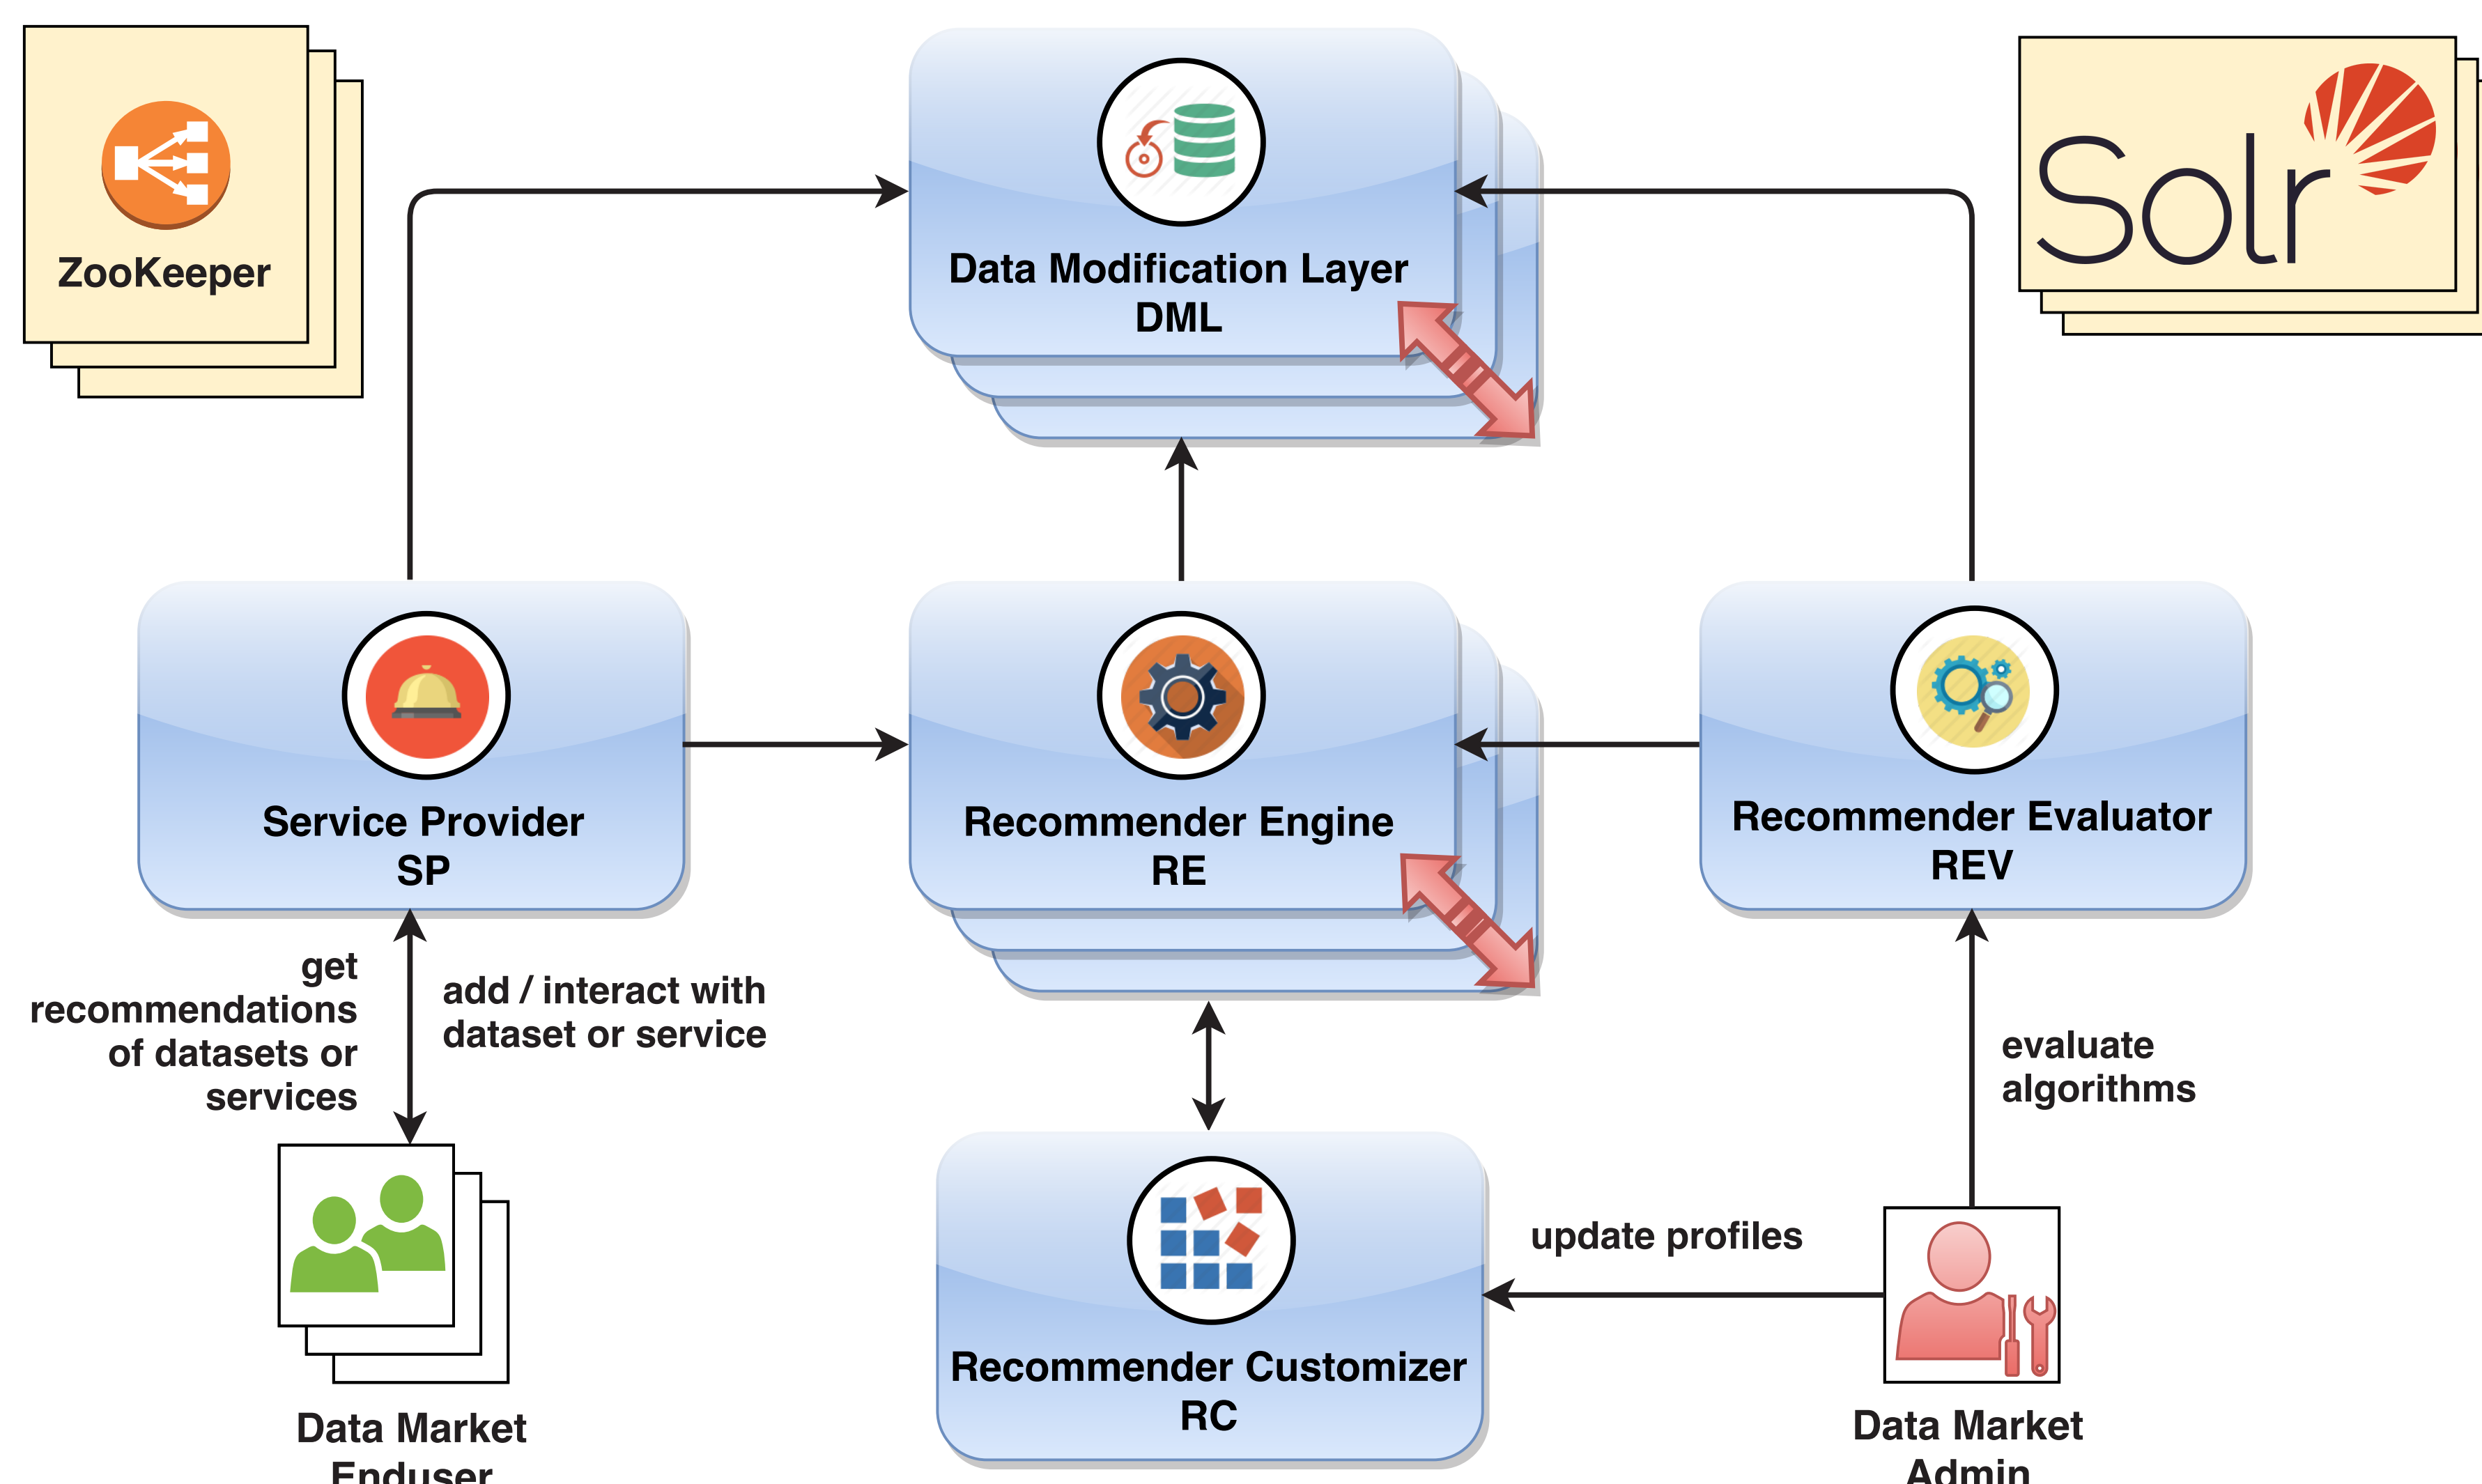 ZooKeeper
Data Modification Layer
DML
Solr
Service Provider
SP
Recommender Engine
RE
Recommender Evaluator
REV
get
recommendations
of datasets or
services
add / interact with
dataset or service
evaluate
algorithms
update profiles
Recommender Customizer
RC
Data Market
Enduser
Data Market
Admin